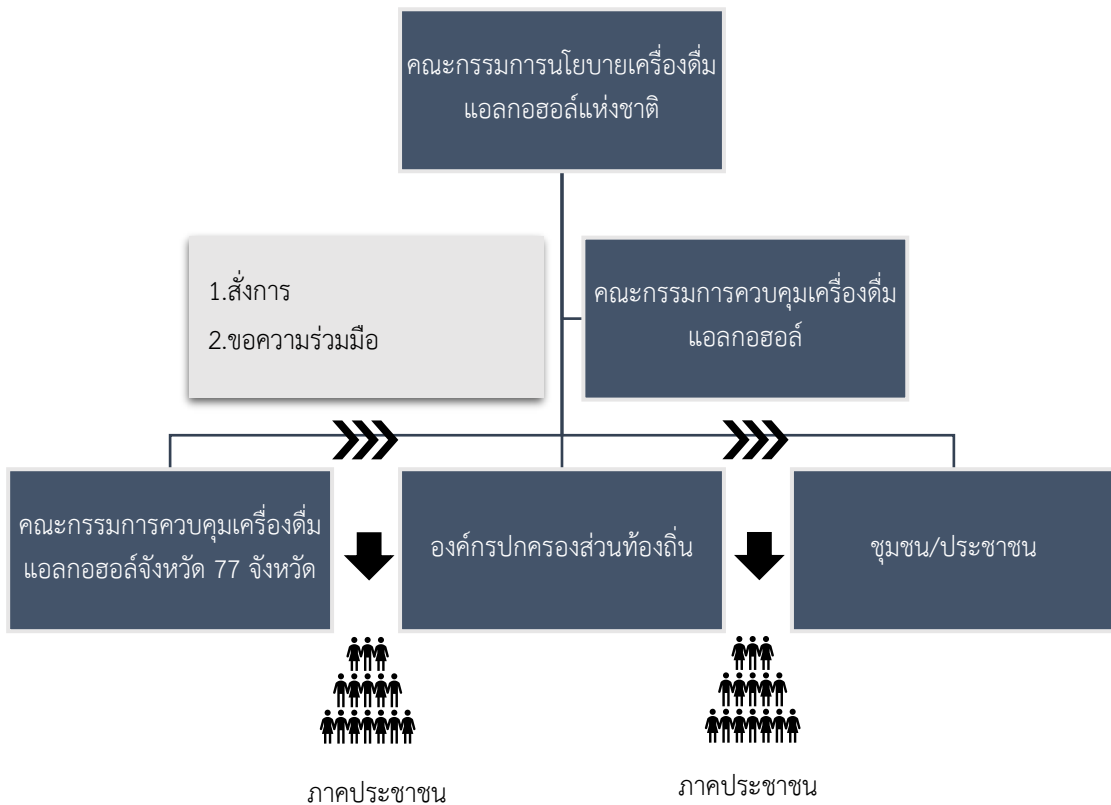 คณะกรรมการนโยบายเครื่องดื่ม
แอลกอฮอล์แห่งชาติ
1.สั่งการ
2.ขอความร่วมมือ
คณะกรรมการควบคุมเครื่องดื่ม
แอลกอฮอล์
คณะกรรมการควบคุมเครื่องดื่ม
แอลกอฮอล์จังหวัด 77 จังหวัด
องค์กรปกครองส่วนท้องถิ่น
ชุมชน/ประชาชน
ภาคประชาชน
ภาคประชาชน